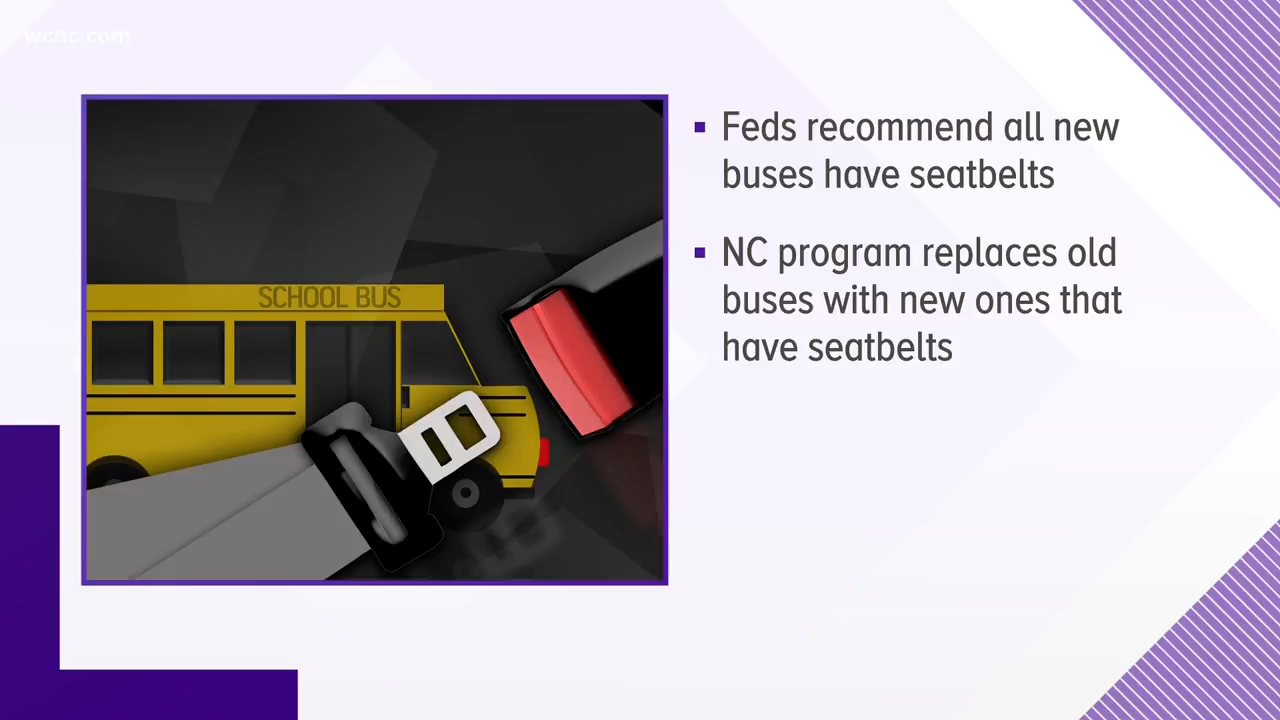 wcnc.com
SCHOOL BUS
Feds recommend all new
buses have seatbelts
NC program replaces old
buses with new ones that
have seatbelts